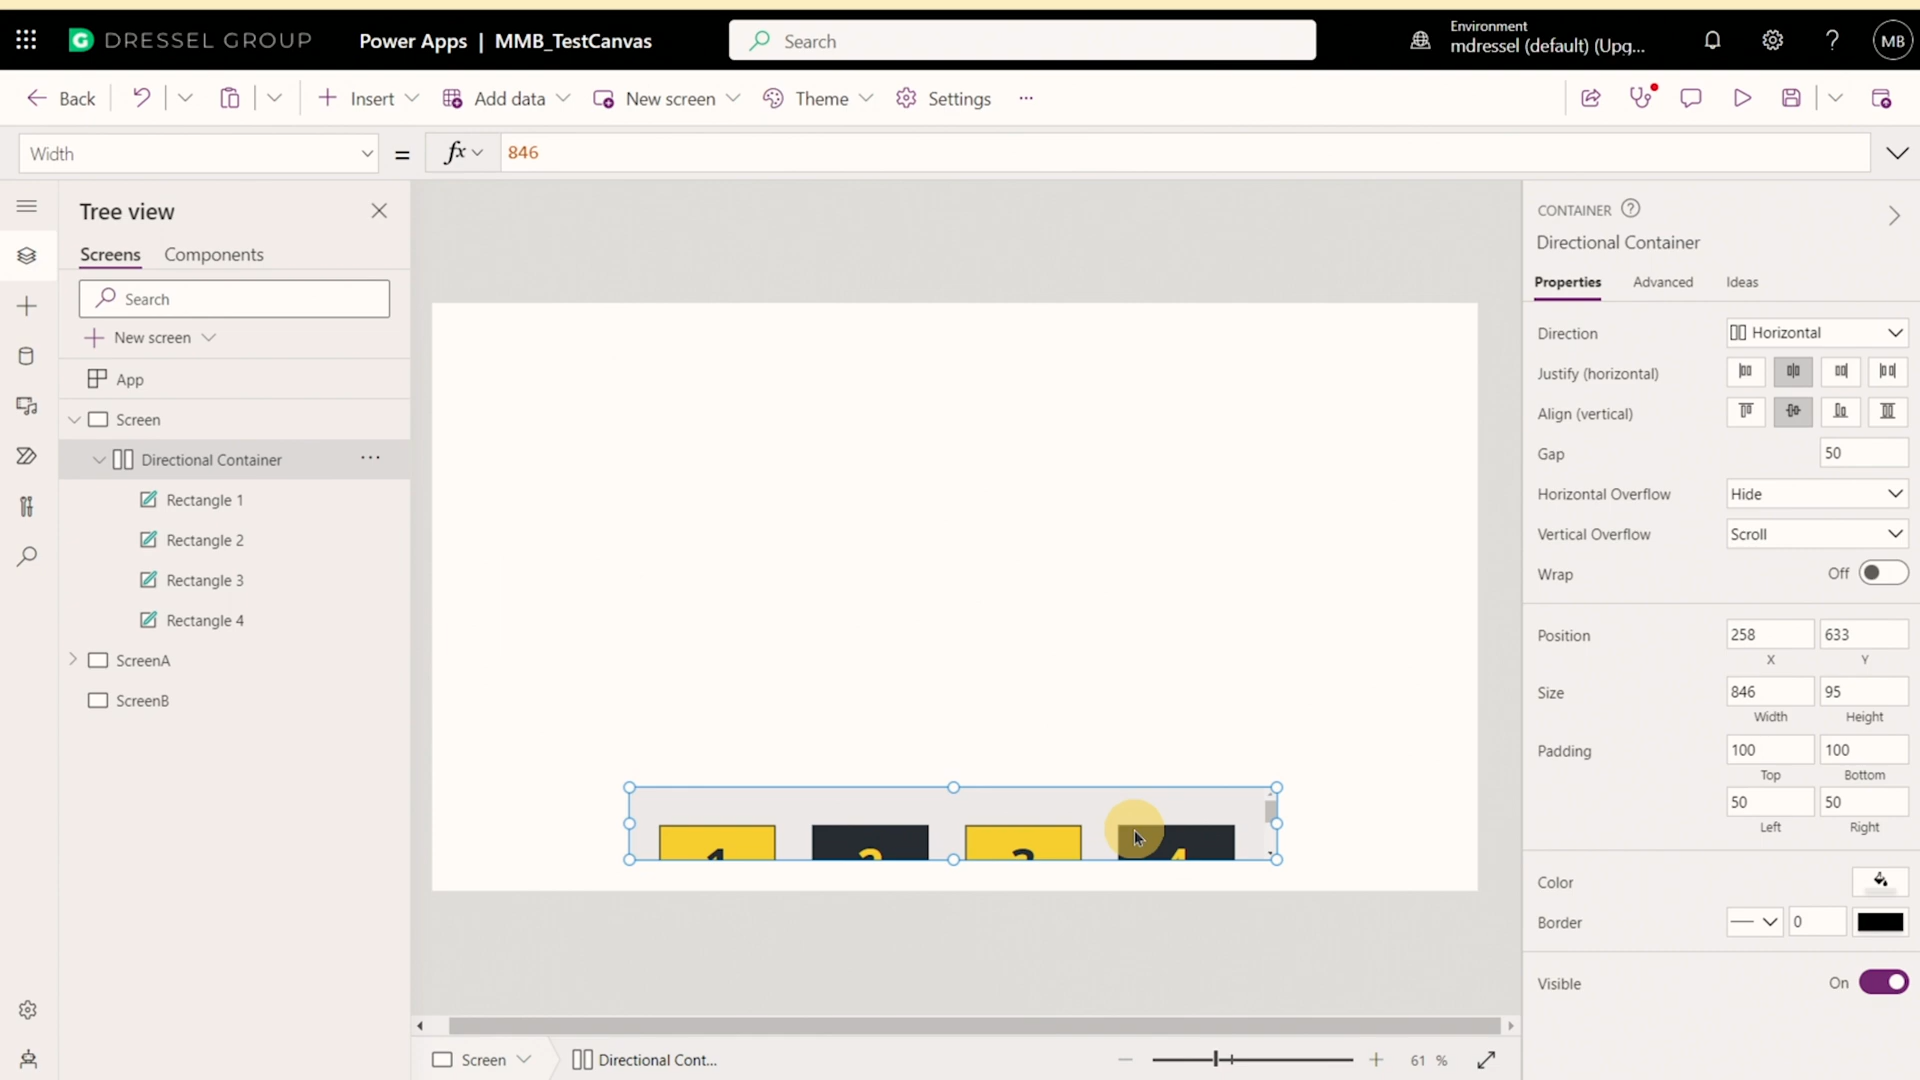 DRESSEL GROUP
Power Apps | MMB_TestCanvas
Search
Environment
mdressel (default) (Upg...
MB
Back
Insert
Add data
New screen
Theme
Settings
...
Width
=
fx
846
Tree view
Screens
Components
Search
New screen
App
Screen
Directional Container
...
Rectangle 1
Rectangle 2
Rectangle 3
Rectangle 4
ScreenA
ScreenB
1
2
3
4
Screen
Directional Cont...
61 %
CONTAINER
Directional Container
Properties
Advanced
Ideas
Direction
Horizontal
Justify (horizontal)
Align (vertical)
Gap
50
Horizontal Overflow
Hide
Vertical Overflow
Scroll
Wrap
Off
Position
258
633
X
Y
Size
846
95
Width
Height
Padding
100
100
Top
Bottom
50
50
Left
Right
Color
Border
0
Visible
On